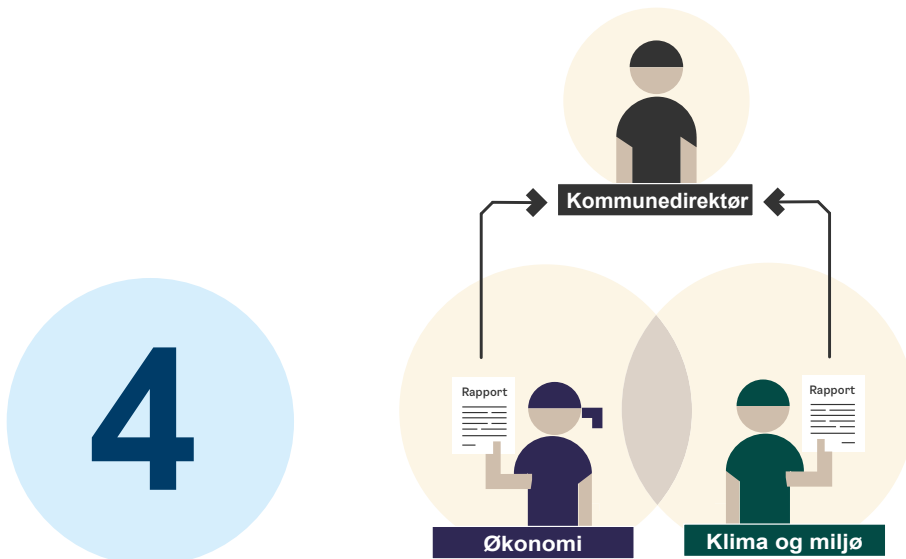 4
Kommunedirektør
Rapport
Rapport
Økonomi
Klima og miljø